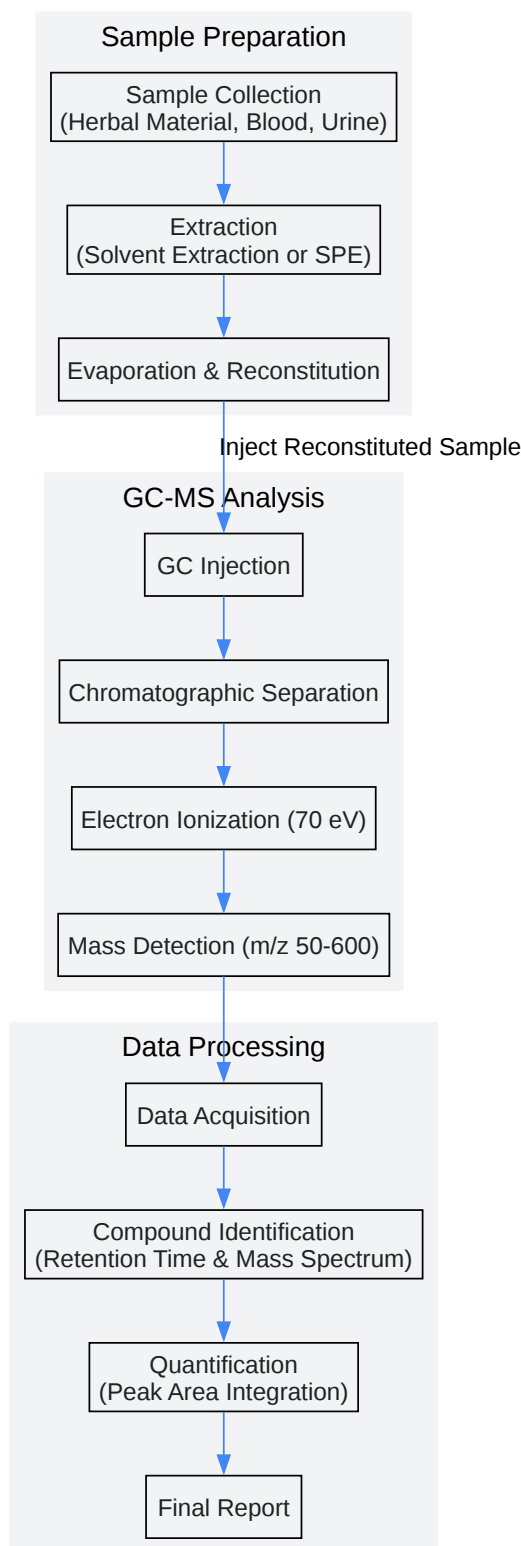 Sample Preparation
Sample Collection
(Herbal Material, Blood, Urine)
Extraction
(Solvent Extraction or SPE)
Evaporation & Reconstitution
Inject Reconstituted Sample
GC-MS Analysis
GC Injection
Chromatographic Separation
Electron Ionization (70 eV)
Mass Detection (m/z 50-600)
Data Processing
Data Acquisition
Compound Identification
(Retention Time & Mass Spectrum)
Quantification
(Peak Area Integration)
Final Report